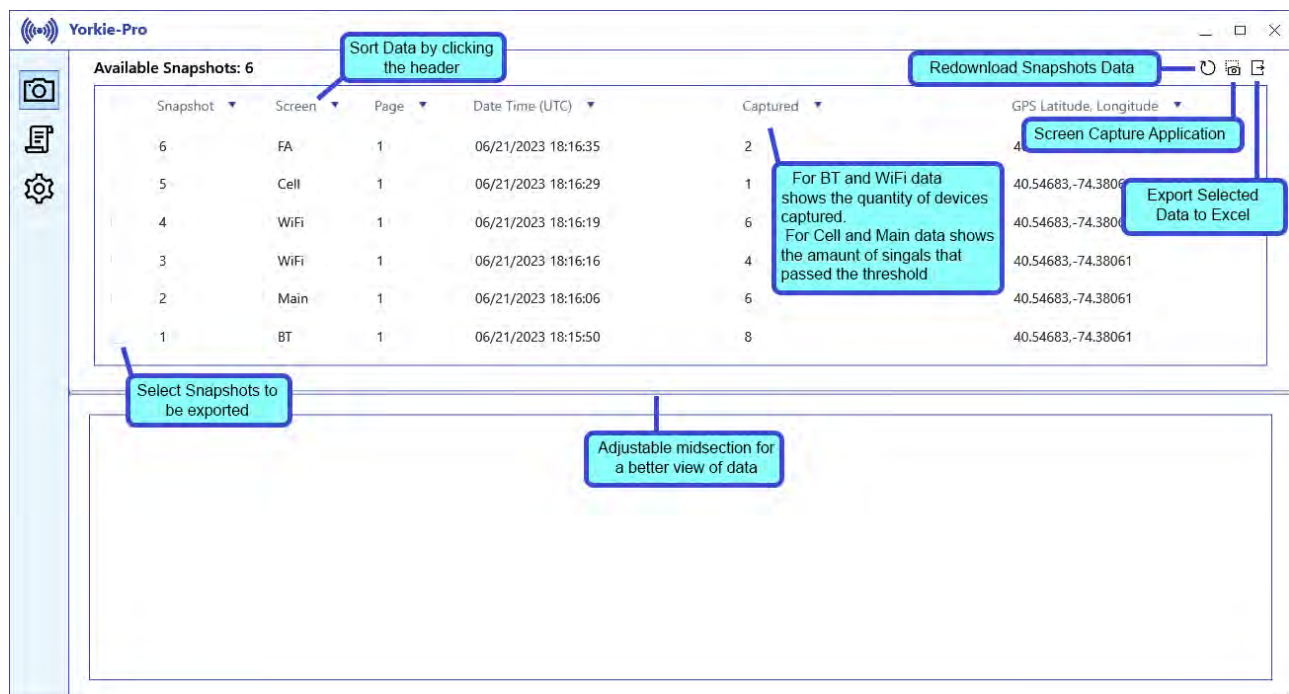 Yorkie-Pro
Sort Data by clicking
the header
Available Snapshots: 6
Redownload Snapshots Data
Snapshot Screen Page Date Time (UTC) Captured GPS Latitude, Longitude
Screen Capture Application
6 FA 1 06/21/2023 18:16:35 2 4
5 Cell 1 06/21/2023 18:16:29 1 40.54683,-74.38061
4 WiFi 1 06/21/2023 18:16:19 6 40.54683,-74.3806
3 WiFi 1 06/21/2023 18:16:16 4 40.54683,-74.38061
2 Main 1 06/21/2023 18:16:06 6 40.54683,-74.38061
1 BT 1 06/21/2023 18:15:50 8 40.54683,-74.38061
For BT and WiFi data
shows the quantity of devices
captured.
For Cell and Main data shows
the amaunt of singals that
passed the threshold
Export Selected
Data to Excel
Select Snapshots to
be exported
Adjustable midsection for
a better view of data